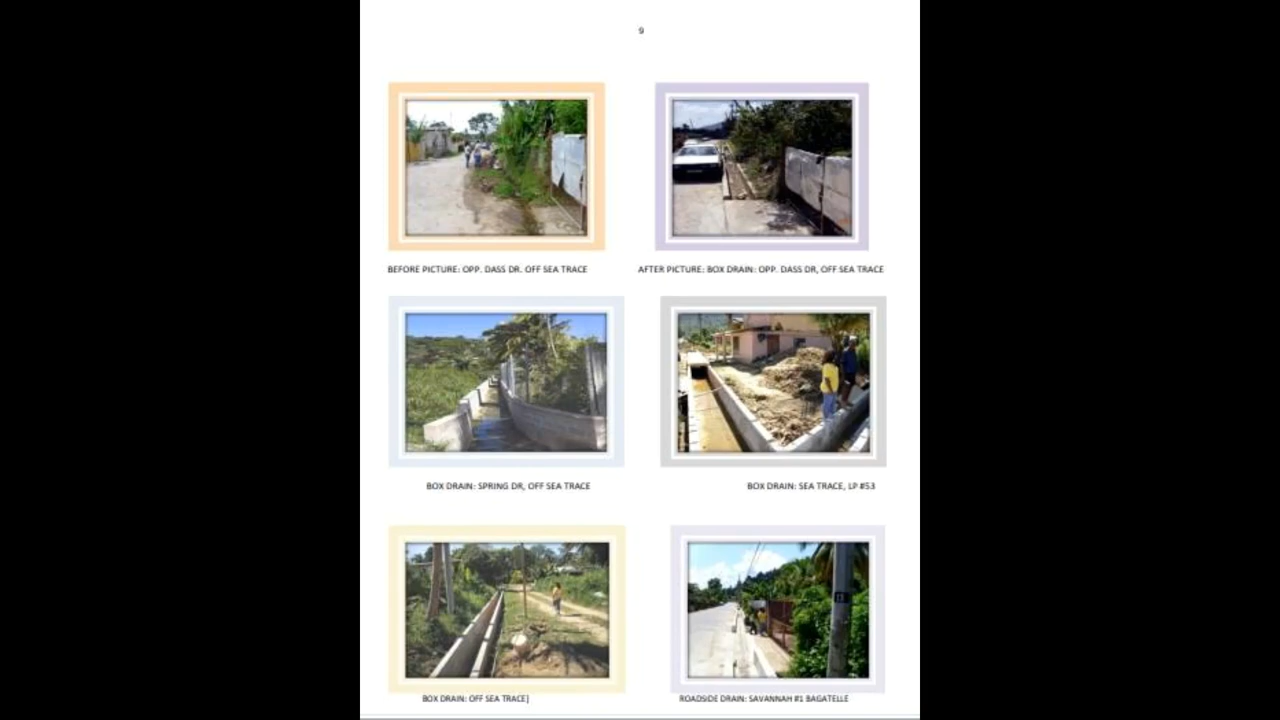 9
BEFORE PICTURE: OPP. DASS DR. OFF SEA TRACE
AFTER PICTURE: BOX DRAIN: OPP. DASS DR, OFF SEA TRACE
BOX DRAIN: SPRING DR, OFF SEA TRACE
BOX DRAIN: SEA TRACE, LP #53
BOX DRAIN: OFF SEA TRACE]
ROADSIDE DRAIN: SAVANNAH #1 BAGATELLE